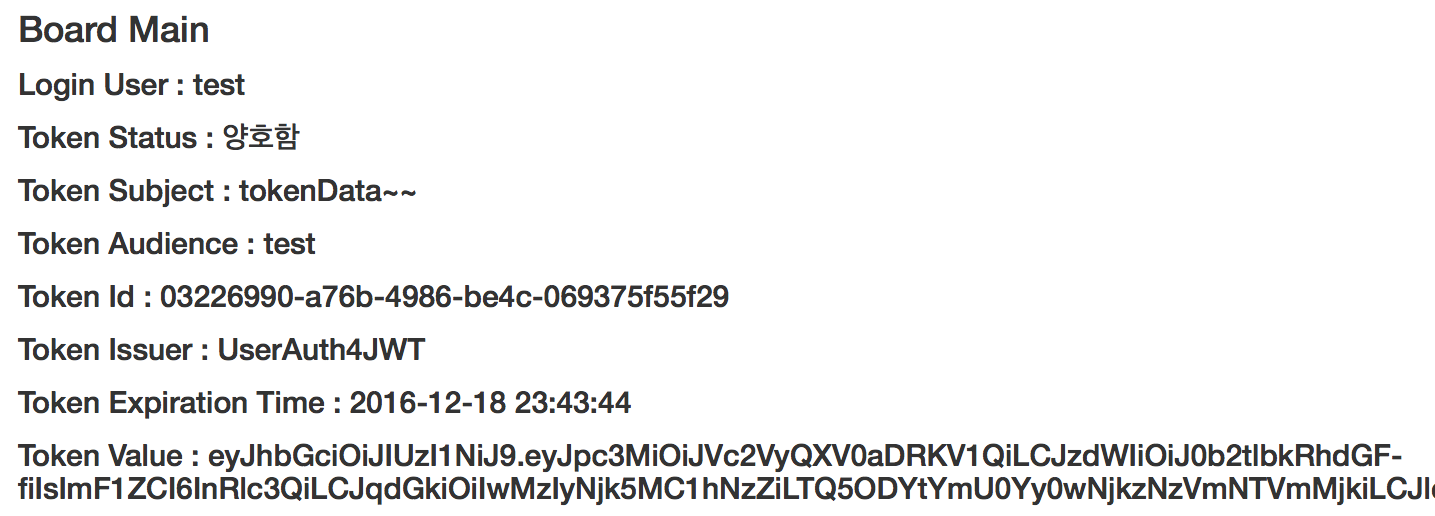 Board Main
Login User : test
Token Status : 양호함
Token Subject : tokenData~~
Token Audience : test
Token Id : 03226990-a76b-4986-be4c-069375f55f29
Token Issuer : UserAuth4JWT
Token Expiration Time : 2016-12-18 23:43:44
Token Value : eyJhbGciOiJIUzI1NiJ9.eyJpc3MiOiJVc2VyQXV0aDRKV1QiLCJzdWIiOiJ0b2tlbkRhdGF-
fiIsImF1ZCI6InRlc3QiLCJqdGkiOiIwMzIyNjk5MC1hNzZiLTQ5ODYtYmU0Yy0wNjkzNzVmNTVmMjkiLCJl